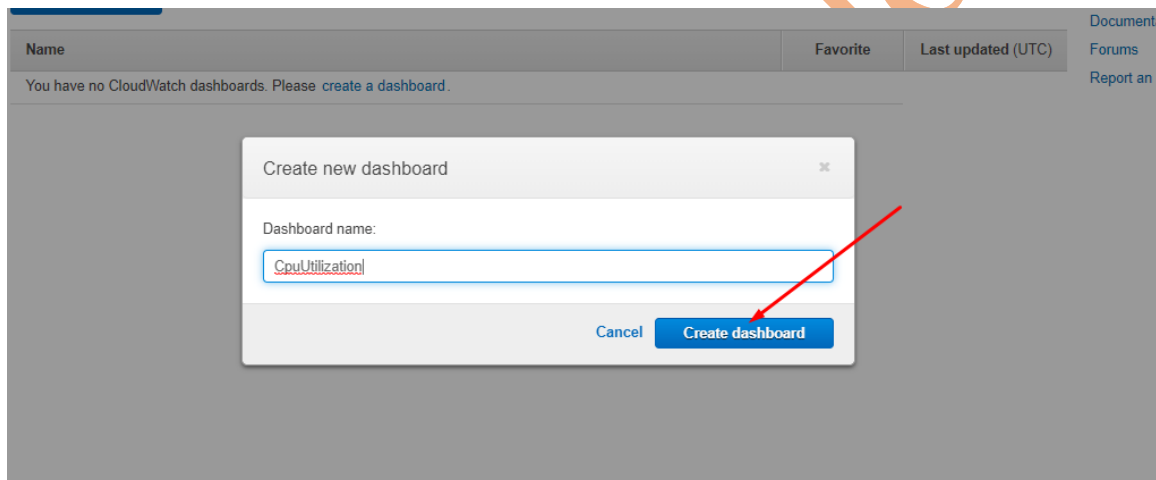 Document
Name Favorite Last updated (UTC) Forums
You have no CloudWatch dashboards. Please create a dashboard. Report an
Create new dashboard
Dashboard name:
CpuUtilization
Cancel Create dashboard